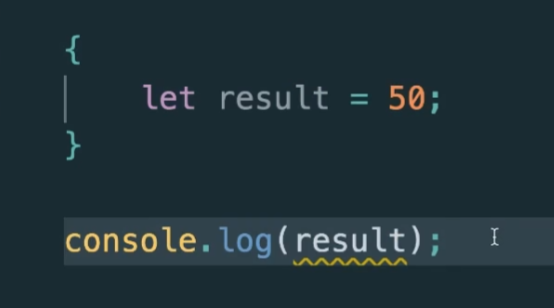 {
let result = 50;
}
console.log(result);